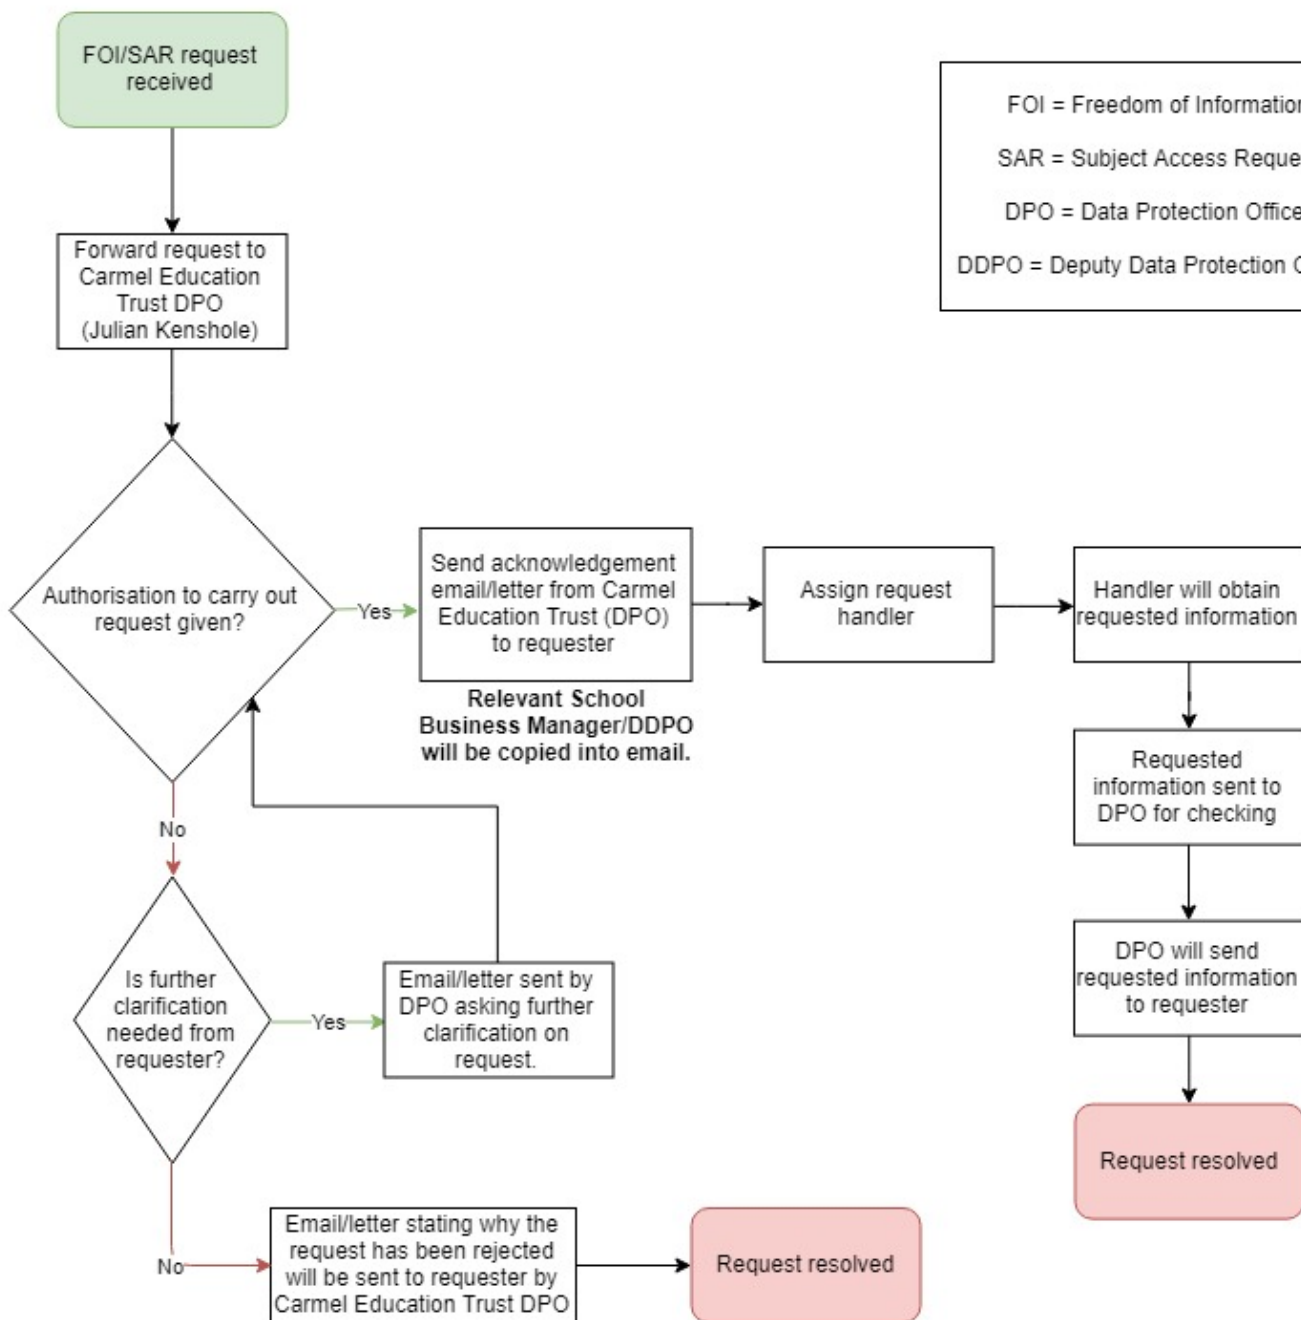 FOI/SAR request
received
FOI = Freedom of Information
SAR = Subject Access Reque
DPO = Data Protection Office
DDPO = Deputy Data Protection
Forward request to
Carmel Education
Trust DPO
(Julian Kenshole)
Authorisation to carry out
request given?
Yes
Send acknowledgement
email/letter from Carmel
Education Trust (DPO)
to requester
Relevant School
Business Manager/DDPO
will be copied into email.
Assign request
handler
Handler will obtain
requested information
Requested
information sent to
DPO for checking
DPO will send
requested information
to requester
Request resolved
No
Is further
clarification
needed from
requester?
Yes
Email/letter sent by
DPO asking further
clarification on
request.
No
Email/letter stating why the
request has been rejected
will be sent to requester by
Carmel Education Trust DPO
Request resolved